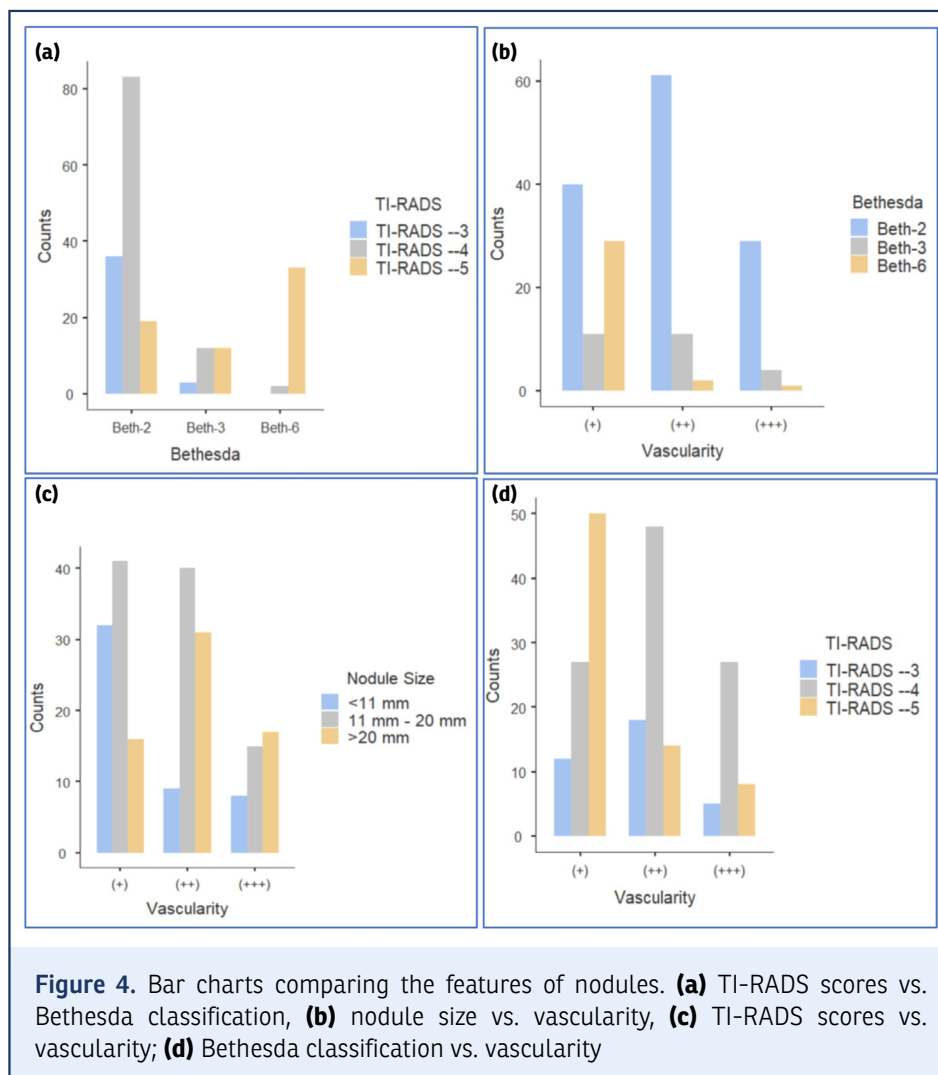 (a)
80
60
40
20
0
Counts
Beth-2 Beth-3 Beth-6
Bethesda
TI-RADS
TI-RADS --3
TI-RADS --4
TI-RADS --5
(b)
60
40
20
0
Counts
(+) (++) (+++)
Vascularity
Bethesda
Beth-2
Beth-3
Beth-6
(c)
40
30
20
10
0
Counts
(+) (++) (+++)
Vascularity
Nodule Size
<11 mm
11 mm - 20 mm
>20 mm
(d)
50
40
30
20
10
0
Counts
(+) (++) (+++)
Vascularity
TI-RADS
TI-RADS --3
TI-RADS --4
TI-RADS --5
Figure 4. Bar charts comparing the features of nodules. (a) TI-RADS scores vs.
Bethesda classification, (b) nodule size vs. vascularity, (c) TI-RADS scores vs.
vascularity; (d) Bethesda classification vs. vascularity